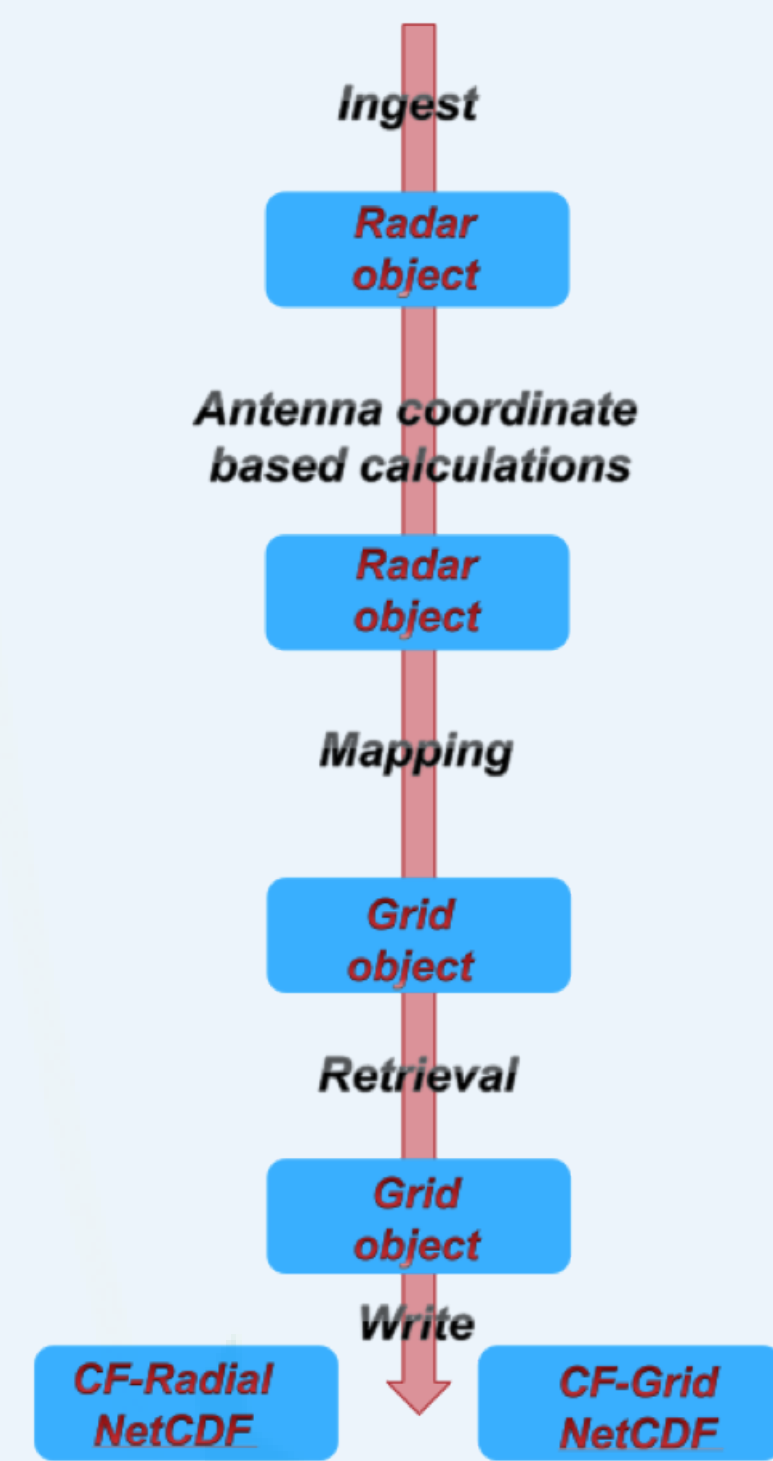 Ingest
Radar
object
Antenna coordinate
based calculations
Radar
object
Mapping
Grid
object
Retrieval
Grid
object
Write
CF-Radial
NetCDF
CF-Grid
NetCDF